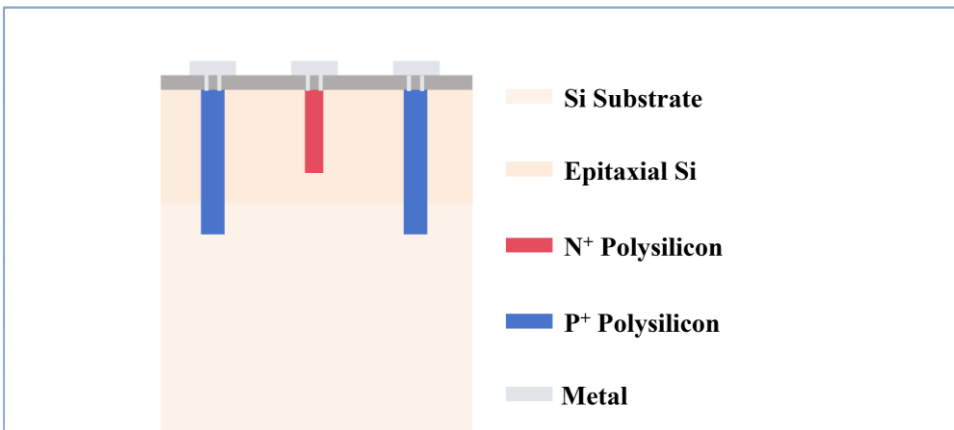 Si Substrate
Epitaxial Si
N⁺ Polysilicon
P⁺ Polysilicon
Metal